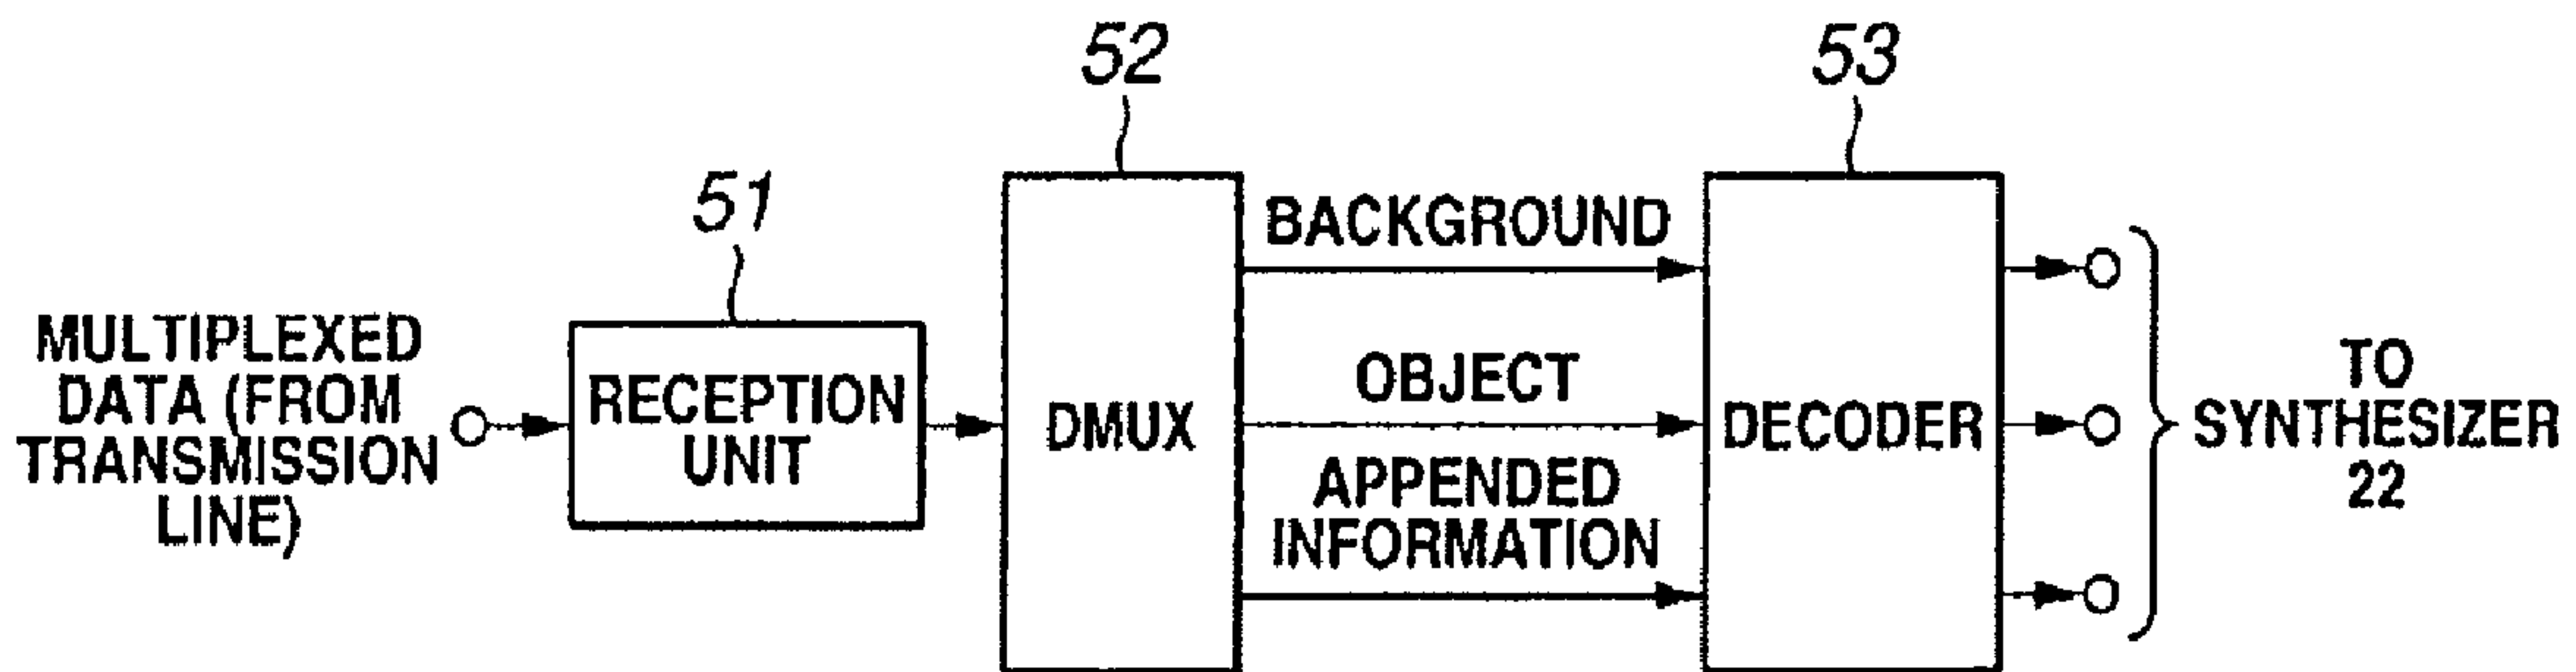 52
53
51
BACKGROUND
MULTIPLEXED
DATA (FROM
TRANSMISSION
LINE)
RECEPTION
UNIT
DMUX
OBJECT
APPENDED
INFORMATION
DECODER
TO
SYNTHESIZER
22